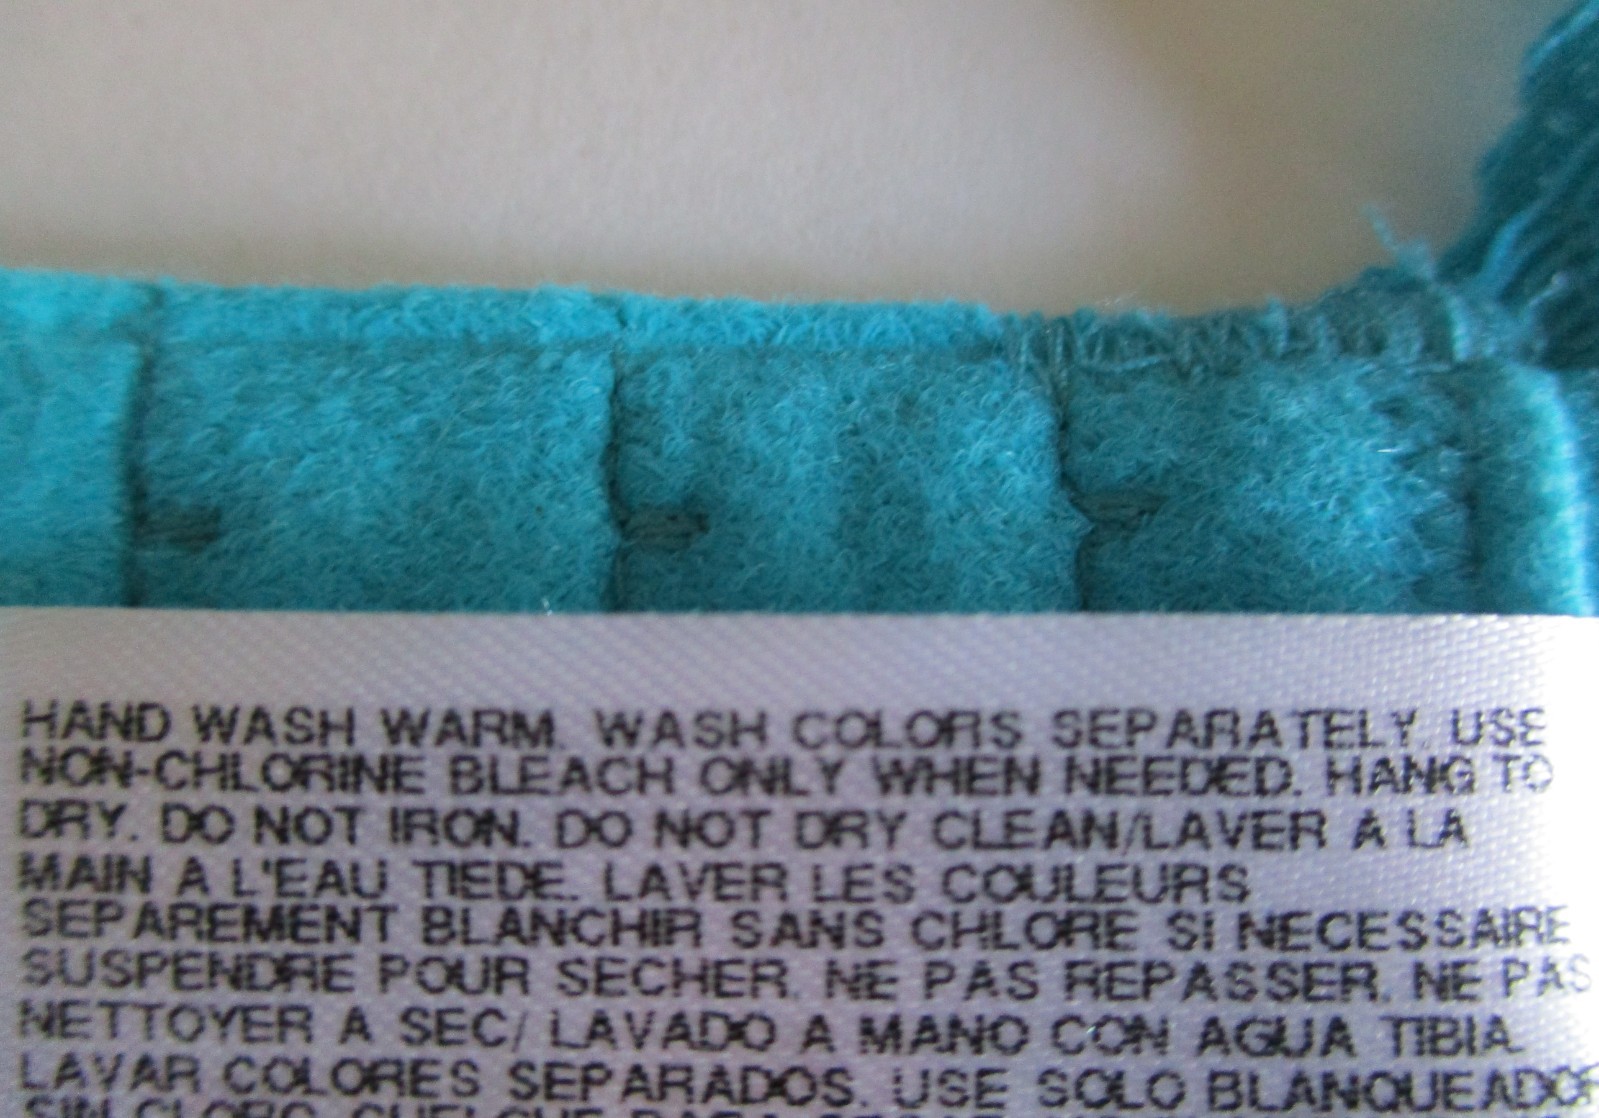 HAND WASH WARM. WASH COLORS SEPARATELY. USE
NON-CHLORINE BLEACH ONLY WHEN NEEDED. HANG TO
DRY. DO NOT IRON. DO NOT DRY CLEAN/LAVER A LA
MAIN A L'EAU TIEDE. LAVER LES COULEURS
SEPAREMENT BLANCHIR SANS CHLORE SI NECESSAIRE
SUSPENDRE POUR SECHER. NE PAS REPASSER. NE PAS
NETTOYER A SEC/ LAVADO A MANO CON AGUA TIBIA.
LAVAR COLORES SEPARADOS. USE SOLO BLANQUEADOR
SIN CLORO